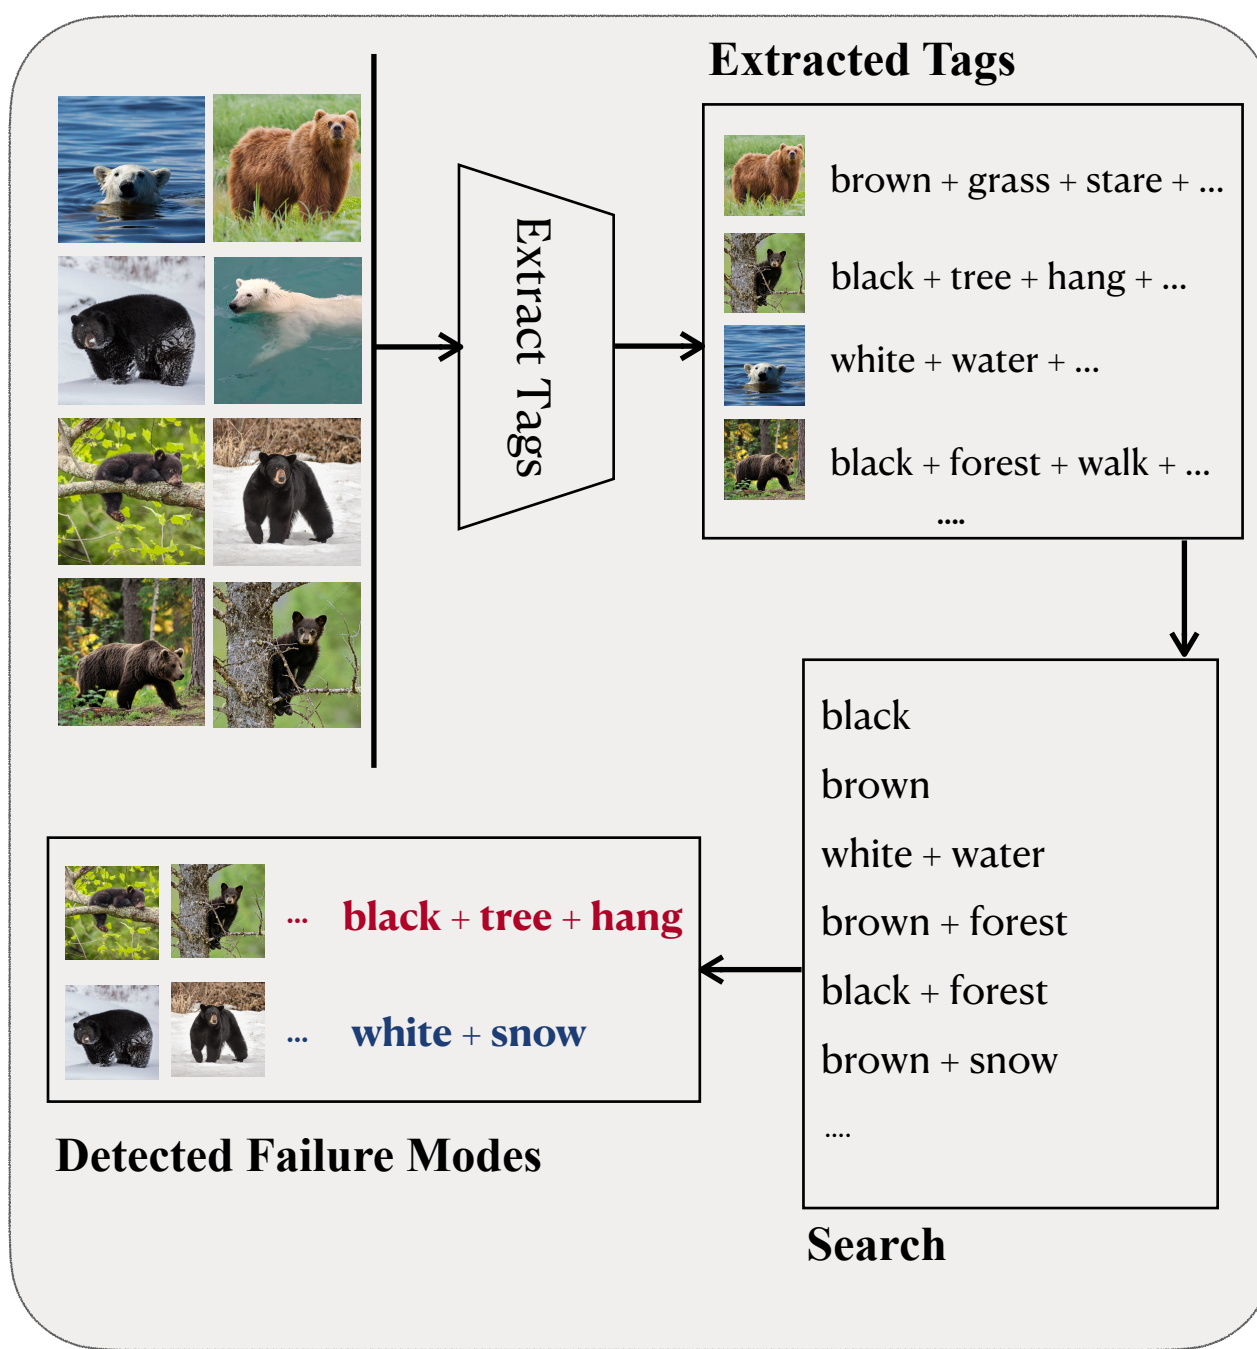 Extracted Tags
brown + grass + stare + ...
black + tree + hang + ...
white + water + ...
black + forest + walk + ...
....
Extract Tags
black
brown
white + water
brown + forest
black + forest
brown + snow
....
Search
... black + tree + hang
... white + snow
Detected Failure Modes